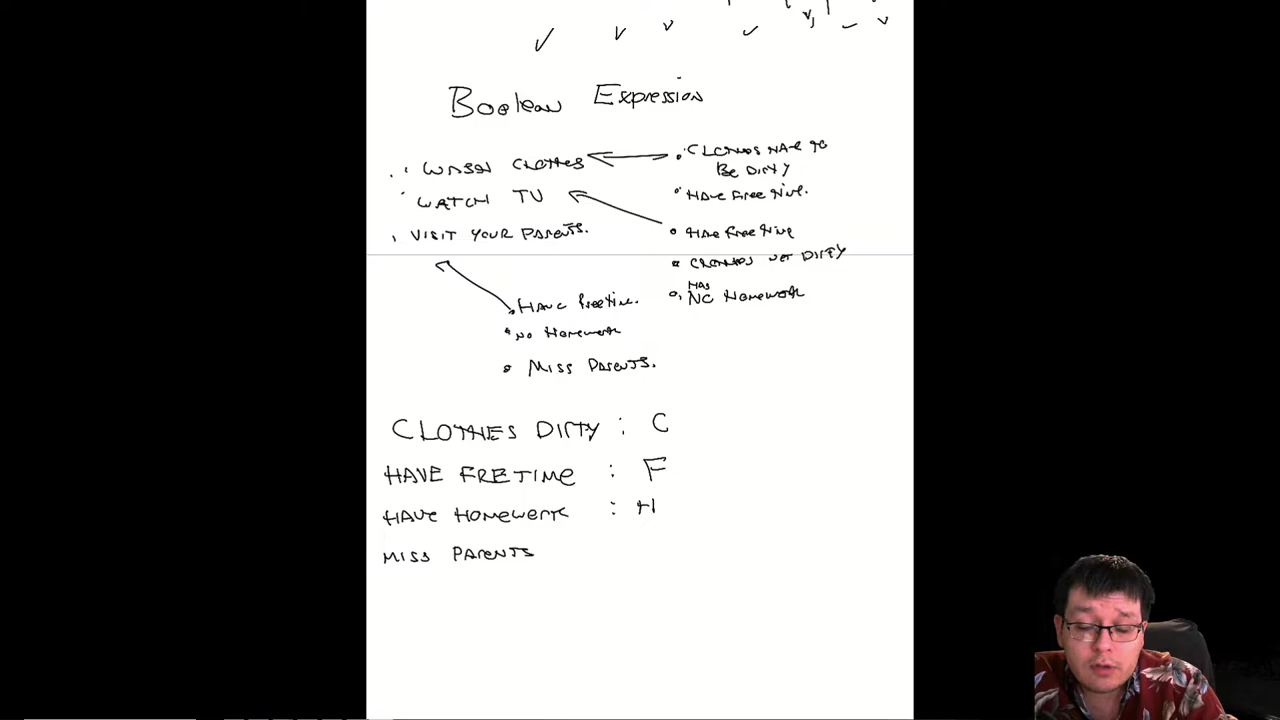 Boolean Expression
WASH CLOTHES
CLOTHES HAVE TO
BE DIRTY
HAVE FREE TIME.
WATCH TV
VISIT YOUR PARENTS.
HAVE FREE TIME
CLOTHES NOT DIRTY
HAS
NO HOMEWORK
HAVE FREETIME.
NO HOMEWORK
MISS PARENTS.
CLOTHES DIRTY : C
HAVE FRETIME : F
HAVE HOMEWORK : H
MISS PARENTS